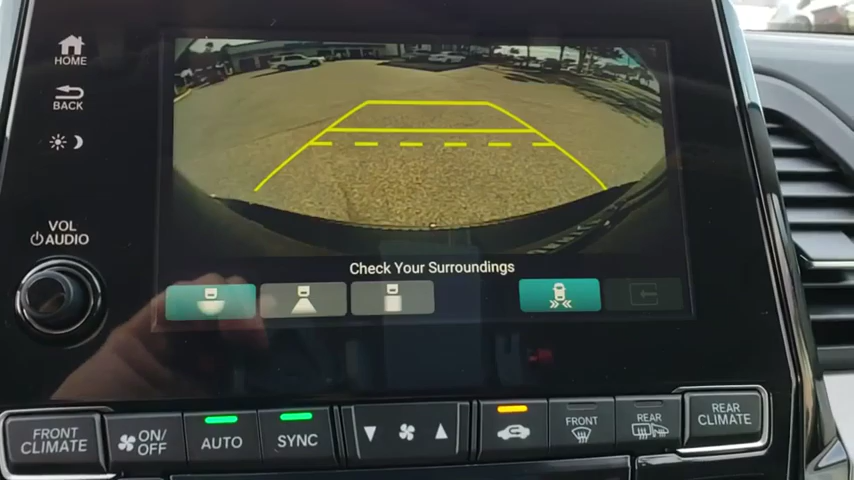 HOME
BACK
VOL
AUDIO
Check Your Surroundings
FRONT
CLIMATE
ON/
OFF
AUTO
SYNC
FRONT
REAR
REAR
CLIMATE